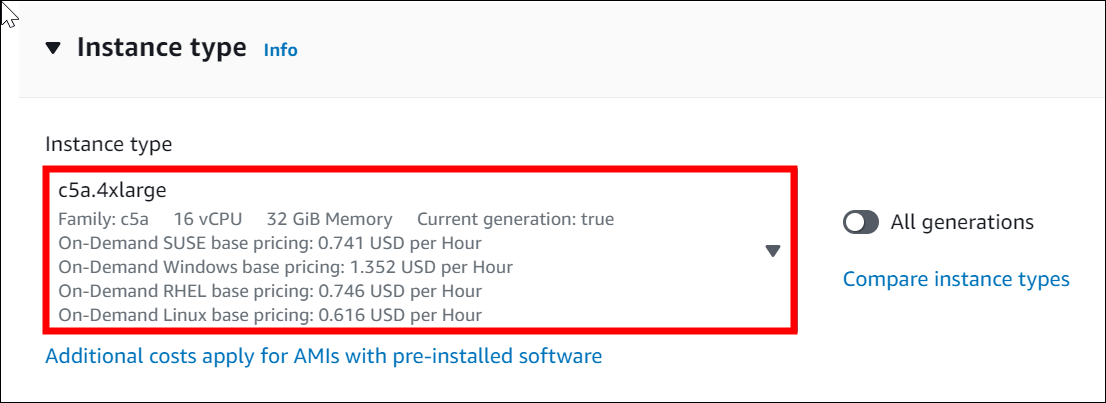 Instance type Info
Instance type
c5a.4xlarge
Family: c5a 16 vCPU 32 GiB Memory Current generation: true
On-Demand SUSE base pricing: 0.741 USD per Hour
On-Demand Windows base pricing: 1.352 USD per Hour
On-Demand RHEL base pricing: 0.746 USD per Hour
On-Demand Linux base pricing: 0.616 USD per Hour
All generations
Compare instance types
Additional costs apply for AMIs with pre-installed software